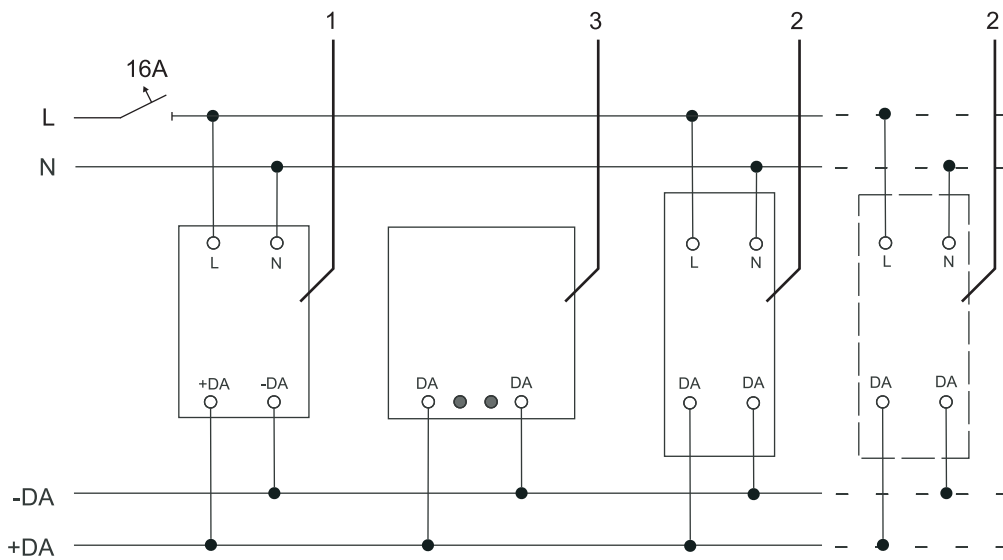 1 3 2 2
16A
L
N
L N L N L N
+DA -DA DA DA DA DA DA DA
-DA
+DA